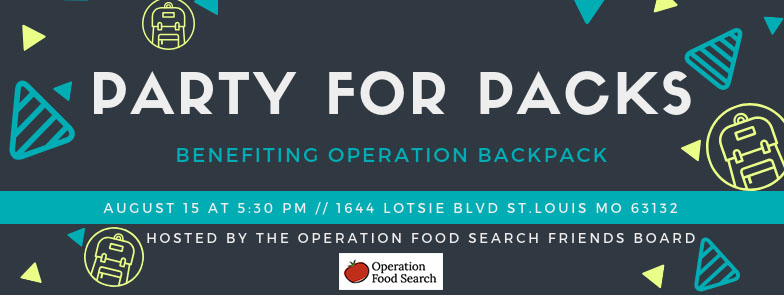 PARTY FOR PACKS
BENEFITING OPERATION BACKPACK
AUGUST 15 AT 5:30 PM // 1644 LOTSIE BLVD ST.LOUIS MO 63132
HOSTED BY THE OPERATION FOOD SEARCH FRIENDS BOARD
Operation
Food Search